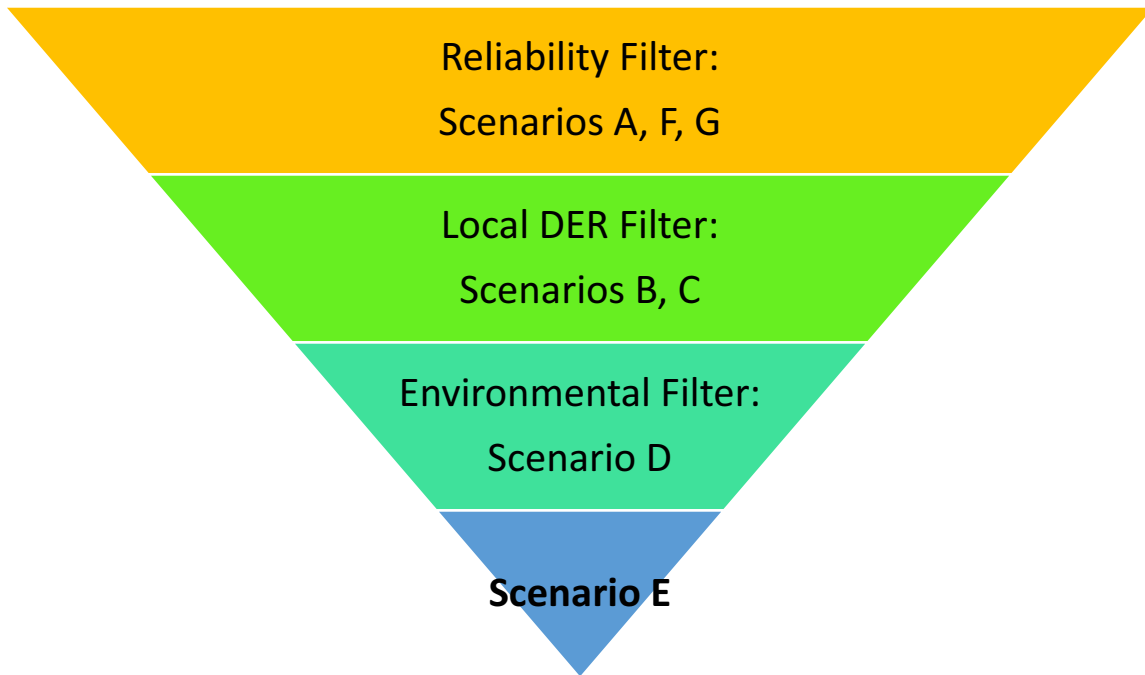 Reliability Filter:
Scenarios A, F, G
Local DER Filter:
Scenarios B, C
Environmental Filter:
Scenario D
Scenario E